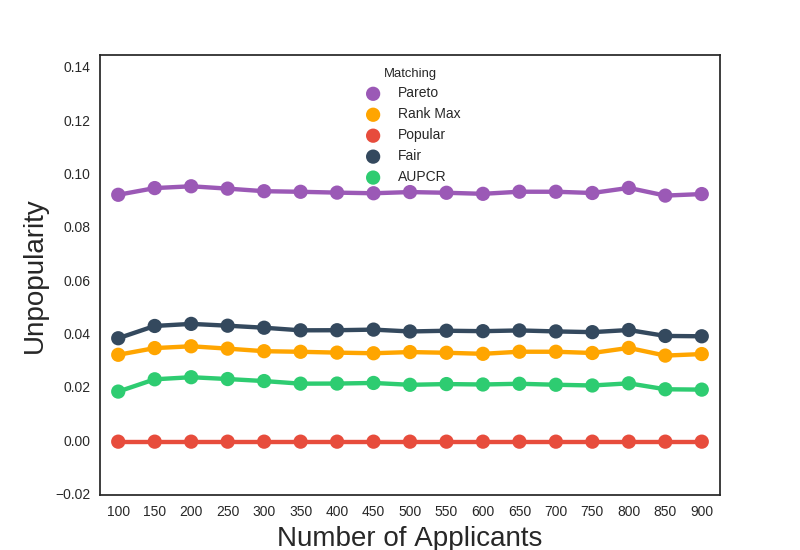 Matching
Pareto
Rank Max
Popular
Fair
AUPCR
0.14
0.12
0.10
0.08
0.06
0.04
0.02
0.00
−0.02
Unpopularity
100 150 200 250 300 350 400 450 500 550 600 650 700 750 800 850 900
Number of Applicants